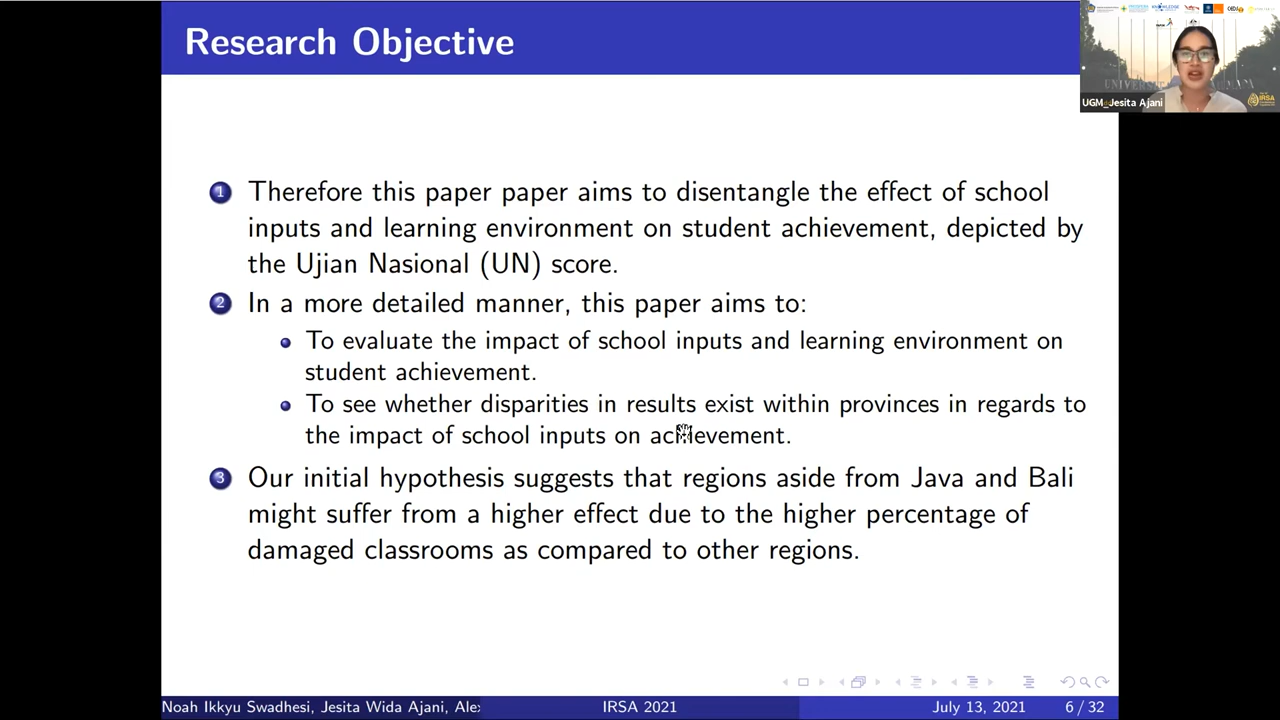 Research Objective
UGM_Jesita Ajani
1 Therefore this paper paper aims to disentangle the effect of school
inputs and learning environment on student achievement, depicted by
the Ujian Nasional (UN) score.
2 In a more detailed manner, this paper aims to:
To evaluate the impact of school inputs and learning environment on
student achievement.
To see whether disparities in results exist within provinces in regards to
the impact of school inputs on achievement.
3 Our initial hypothesis suggests that regions aside from Java and Bali
might suffer from a higher effect due to the higher percentage of
damaged classrooms as compared to other regions.
Noah Ikkyu Swadhesi, Jesita Wida Ajani, Ale
IRSA 2021
July 13, 2021
6 / 32